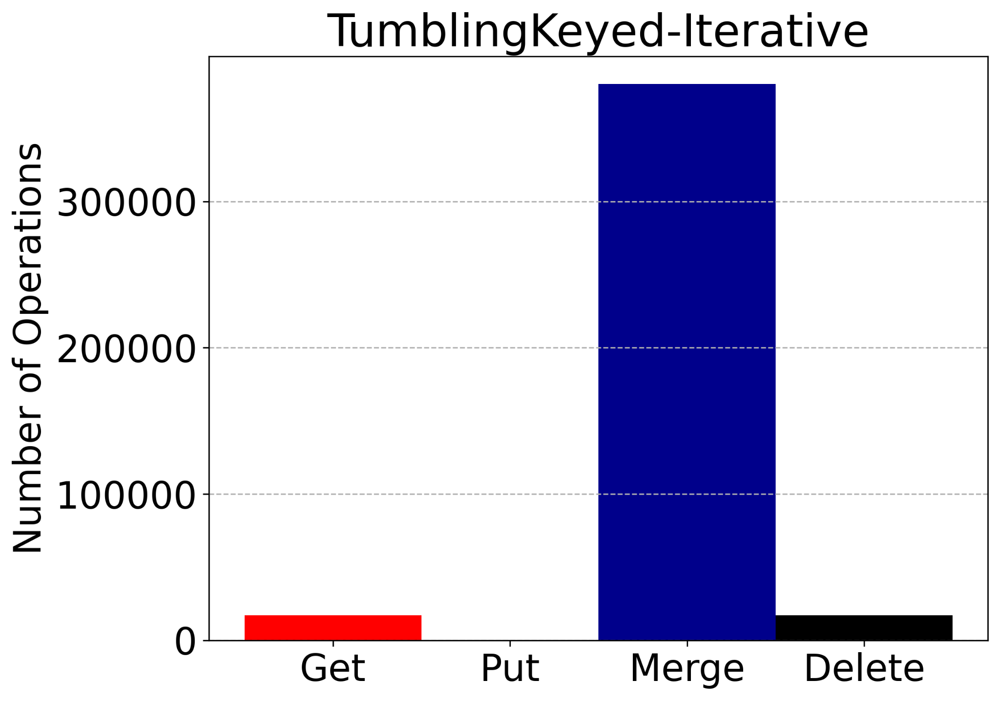 TumblingKeyed-Iterative
Number of Operations
300000
200000
100000
0
Get Put Merge Delete